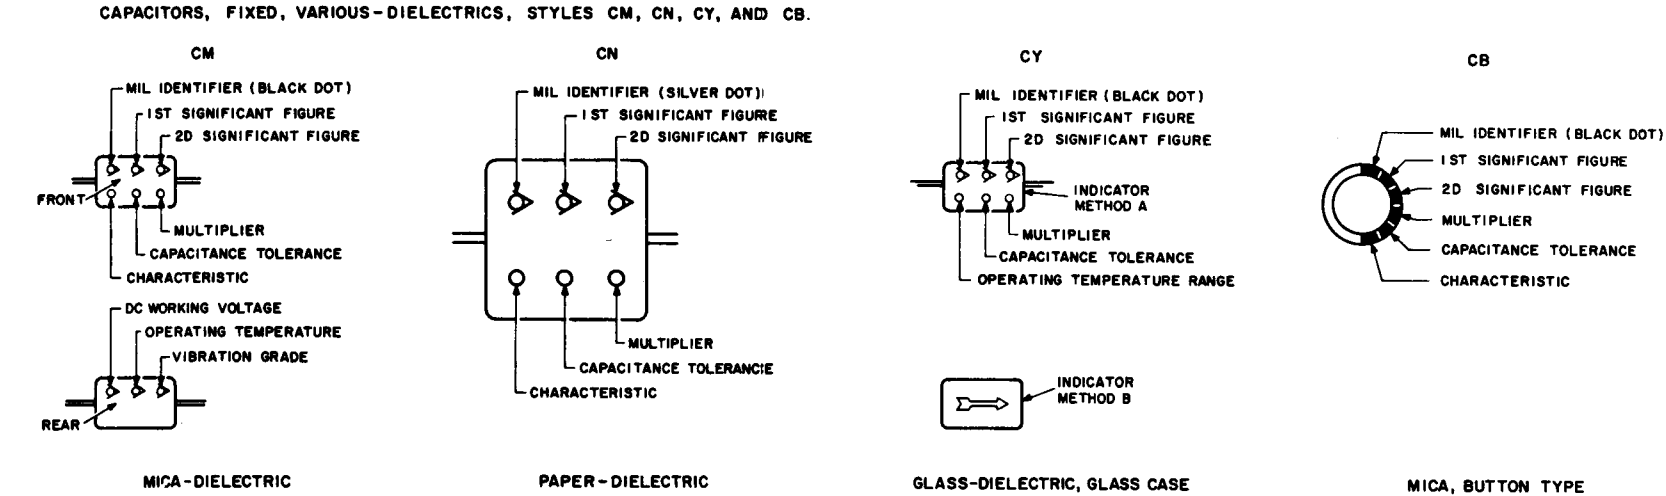 CAPACITORS, FIXED, VARIOUS-DIELECTRICS, STYLES CM, CN, CY, AND CB.
CM
MIL IDENTIFIER (BLACK DOT)
1ST SIGNIFICANT FIGURE
2D SIGNIFICANT FIGURE
FRONT
MULTIPLIER
CAPACITANCE TOLERANCE
CHARACTERISTIC
DC WORKING VOLTAGE
OPERATING TEMPERATURE
VIBRATION GRADE
REAR
MICA-DIELECTRIC
CN
MIL IDENTIFIER (SILVER DOT)
1ST SIGNIFICANT FIGURE
2D SIGNIFICANT FIGURE
MULTIPLIER
CAPACITANCE TOLERANCE
CHARACTERISTIC
PAPER-DIELECTRIC
CY
MIL IDENTIFIER (BLACK DOT)
1ST SIGNIFICANT FIGURE
2D SIGNIFICANT FIGURE
INDICATOR
METHOD A
MULTIPLIER
CAPACITANCE TOLERANCE
OPERATING TEMPERATURE RANGE
INDICATOR
METHOD B
GLASS-DIELECTRIC, GLASS CASE
CB
MIL IDENTIFIER (BLACK DOT)
1ST SIGNIFICANT FIGURE
2D SIGNIFICANT FIGURE
MULTIPLIER
CAPACITANCE TOLERANCE
CHARACTERISTIC
MICA, BUTTON TYPE